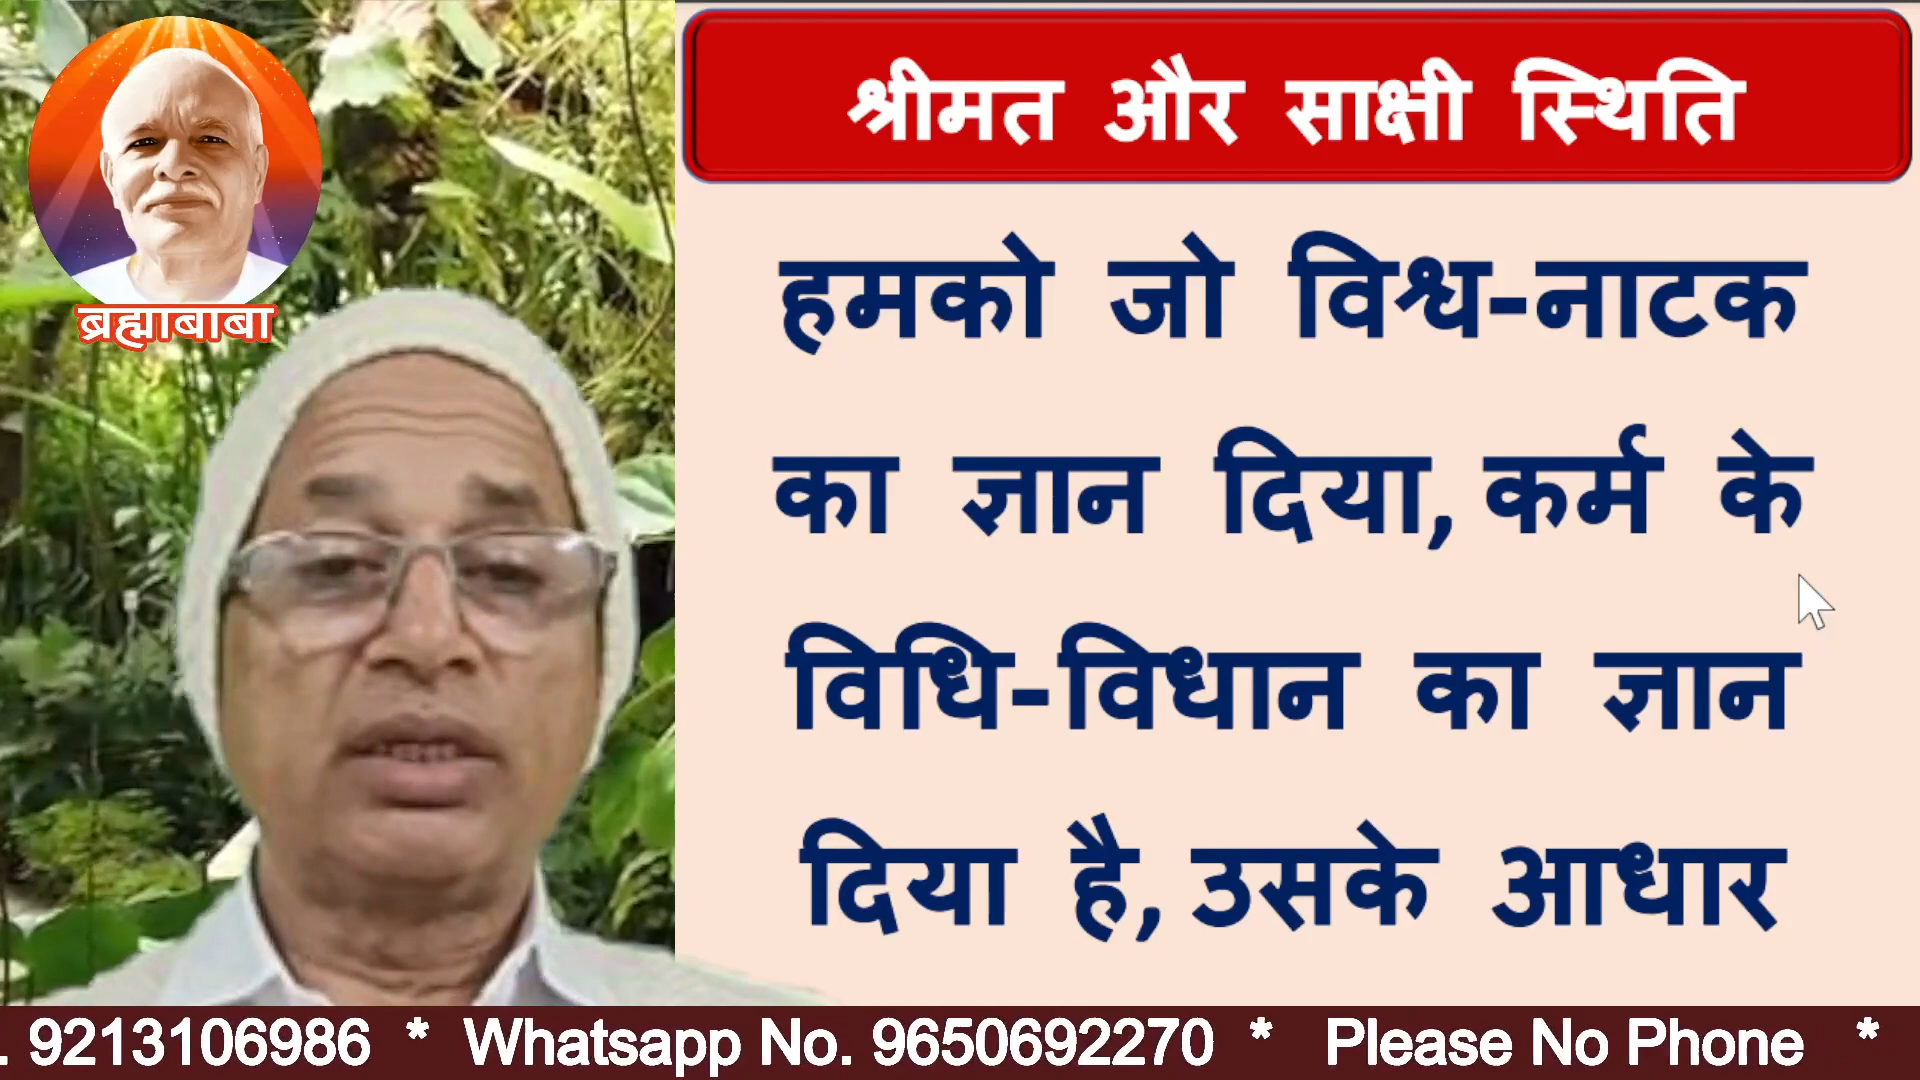 ब्रह्माबाबा
श्रीमत और साक्षी स्थिति
हमको जो विश्व-नाटक
का ज्ञान दिया, कर्म के
विधि-विधान का ज्ञान
दिया है, उसके आधार
. 9213106986 * Whatsapp No. 9650692270 * Please No Phone *